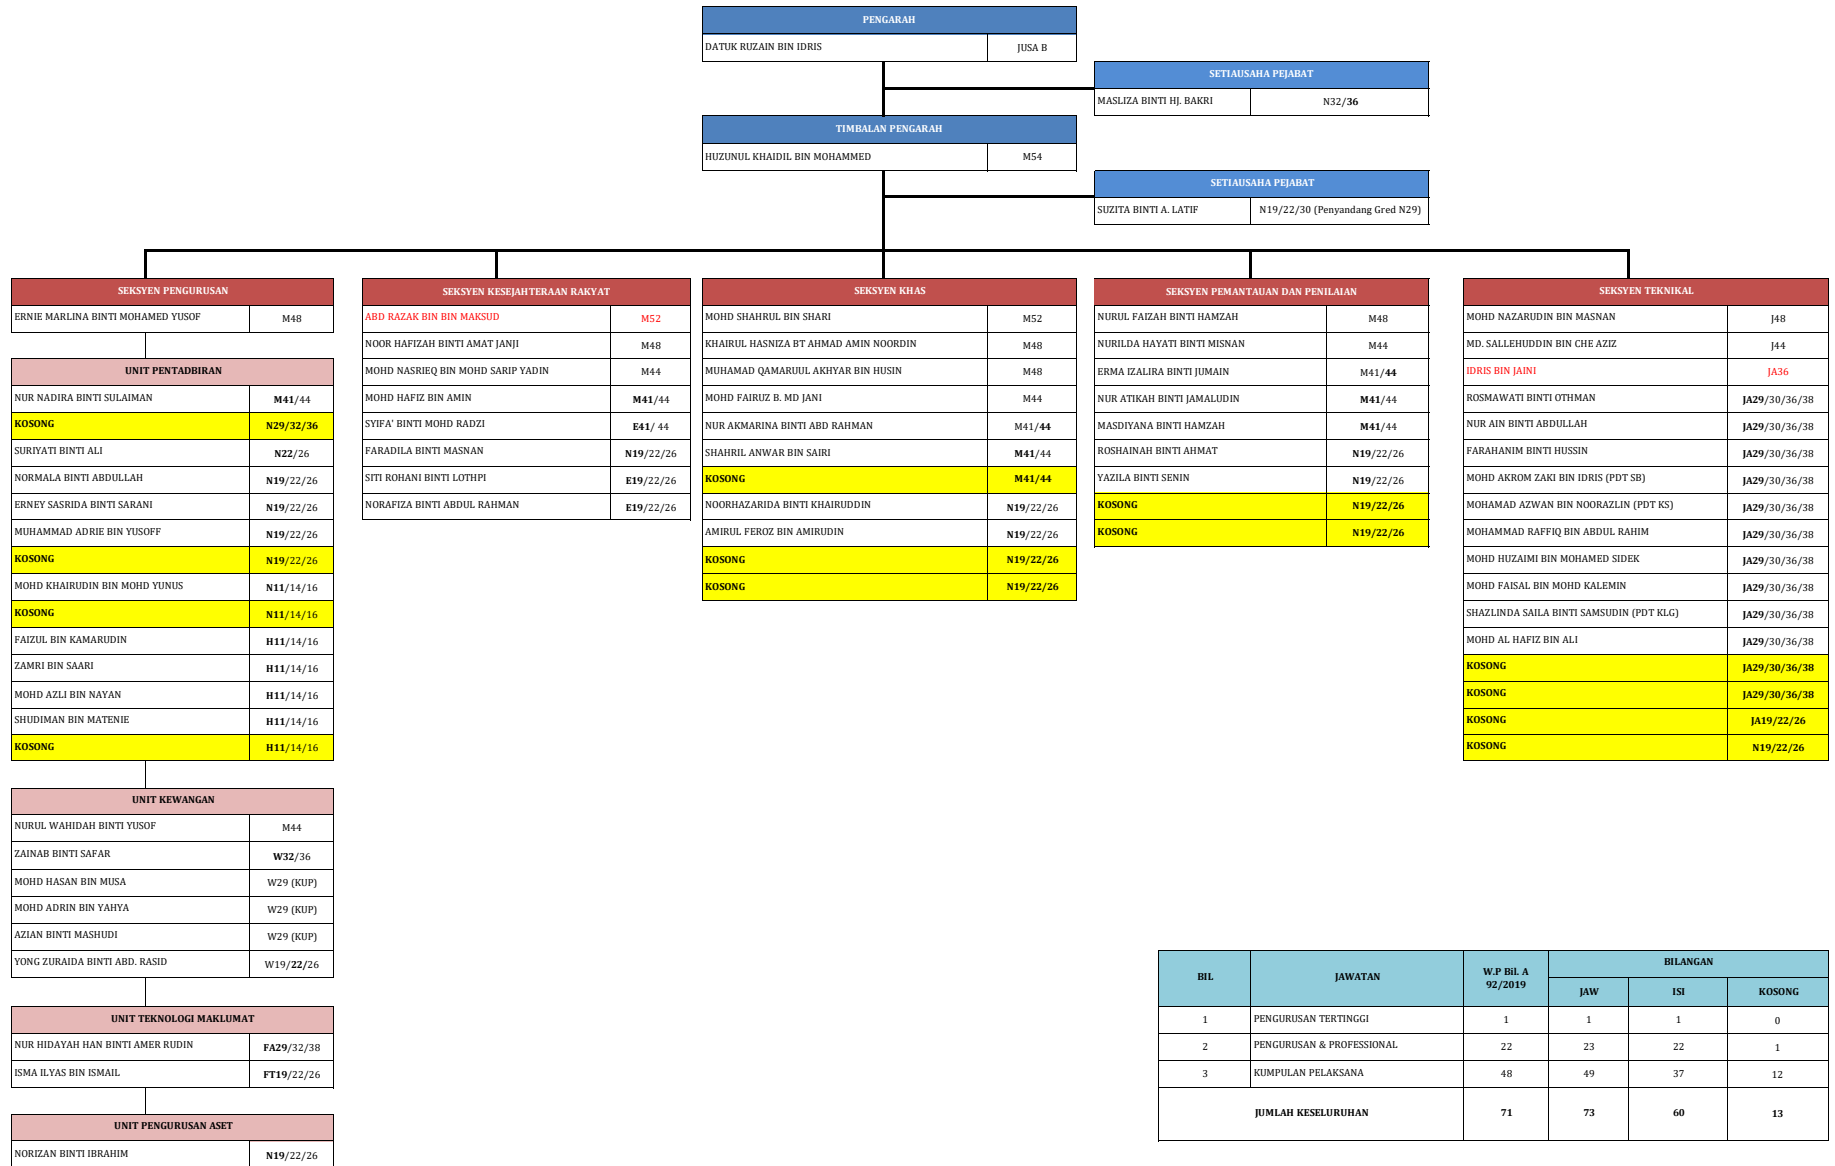 PENGARAH
DATUK RUZAIN BIN IDRIS JUSA B
SETIAUSAHA PEJABAT
MASLIZA BINTI HJ. BAKRI N32/36
TIMBALAN PENGARAH
HUZUNUL KHAIDIL BIN MOHAMMED M54
SETIAUSAHA PEJABAT
SUZITA BINTI A. LATIF N19/22/30 (Penyandang Gred N29)
SEKSYEN PENGURUSAN
ERNIE MARLINA BINTI MOHAMED YUSOF M48
UNIT PENTADBIRAN
NUR NADIRA BINTI SULAIMAN M41/44
KOSONG N29/32/36
SURIYATI BINTI ALI N22/26
NORMALA BINTI ABDULLAH N19/22/26
ERNEY SASRIDA BINTI SARANI N19/22/26
MUHAMMAD ADRIE BIN YUSOFF N19/22/26
KOSONG N19/22/26
MOHD KHAIRUDIN BIN MOHD YUNUS N11/14/16
KOSONG N11/14/16
FAIZUL BIN KAMARUDIN H11/14/16
ZAMRI BIN SAARI H11/14/16
MOHD AZLI BIN NAYAN H11/14/16
SHUDIMAN BIN MATENIE H11/14/16
KOSONG H11/14/16
UNIT KEWANGAN
NURUL WAHIDAH BINTI YUSOF M44
ZAINAB BINTI SAFAR W32/36
MOHD HASAN BIN MUSA W29 (KUP)
MOHD ADRIN BIN YAHYA W29 (KUP)
AZIAN BINTI MASHUDI W29 (KUP)
YONG ZURAIDA BINTI ABD. RASID W19/22/26
UNIT TEKNOLOGI MAKLUMAT
NUR HIDAYAH HAN BINTI AMER RUDIN FA29/32/38
ISMA ILYAS BIN ISMAIL FT19/22/26
UNIT PENGURUSAN ASET
NORIZAN BINTI IBRAHIM N19/22/26
SEKSYEN KESEJAHTERAAN RAKYAT
ABD RAZAK BIN BIN MAKSUD M52
NOOR HAFIZAH BINTI AMAT JANJI M48
MOHD NASRIEQ BIN MOHD SARIP YADIN M44
MOHD HAFIZ BIN AMIN M41/44
SYIFA' BINTI MOHD RADZI E41/ 44
FARADILA BINTI MASNAN N19/22/26
SITI ROHANI BINTI LOTHPI E19/22/26
NORAFIZA BINTI ABDUL RAHMAN E19/22/26
SEKSYEN KHAS
MOHD SHAHRUL BIN SHARI M52
KHAIRUL HASNIZA BT AHMAD AMIN NOORDIN M48
MUHAMAD QAMARUUL AKHYAR BIN HUSIN M48
MOHD FAIRUZ B. MD JANI M44
NUR AKMARINA BINTI ABD RAHMAN M41/44
SHAHRIL ANWAR BIN SAIRI M41/44
KOSONG M41/44
NOORHAZARIDA BINTI KHAIRUDDIN N19/22/26
AMIRUL FEROZ BIN AMIRUDIN N19/22/26
KOSONG N19/22/26
KOSONG N19/22/26
SEKSYEN PEMANTAUAN DAN PENILAIAN
NURUL FAIZAH BINTI HAMZAH M48
NURILDA HAYATI BINTI MISNAN M44
ERMA IZALIRA BINTI JUMAIN M41/44
NUR ATIKAH BINTI JAMALUDIN M41/44
MASDIYANA BINTI HAMZAH M41/44
ROSHAINAH BINTI AHMAT N19/22/26
YAZILA BINTI SENIN N19/22/26
KOSONG N19/22/26
KOSONG N19/22/26
SEKSYEN TEKNIKAL
MOHD NAZARUDIN BIN MASNAN J48
MD. SALLEHUDDIN BIN CHE AZIZ J44
IDRIS BIN JAINI JA36
ROSMAWATI BINTI OTHMAN JA29/30/36/38
NUR AIN BINTI ABDULLAH JA29/30/36/38
FARAHANIM BINTI HUSSIN JA29/30/36/38
MOHD AKROM ZAKI BIN IDRIS (PDT SB) JA29/30/36/38
MOHAMAD AZWAN BIN NOORAZLIN (PDT KS) JA29/30/36/38
MOHAMMAD RAFFIQ BIN ABDUL RAHIM JA29/30/36/38
MOHD HUZAIMI BIN MOHAMED SIDEK JA29/30/36/38
MOHD FAISAL BIN MOHD KALEMIN JA29/30/36/38
SHAZLINDA SAILA BINTI SAMSUDIN (PDT KLG) JA29/30/36/38
MOHD AL HAFIZ BIN ALI JA29/30/36/38
KOSONG JA29/30/36/38
KOSONG JA29/30/36/38
KOSONG JA19/22/26
KOSONG N19/22/26
BIL JAWATAN W.P Bil. A 92/2019 BILANGAN
JAW ISI KOSONG
1 PENGURUSAN TERTINGGI 1 1 1 0
2 PENGURUSAN & PROFESSIONAL 22 23 22 1
3 KUMPULAN PELAKSANA 48 49 37 12
JUMLAH KESELURUHAN 71 73 60 13